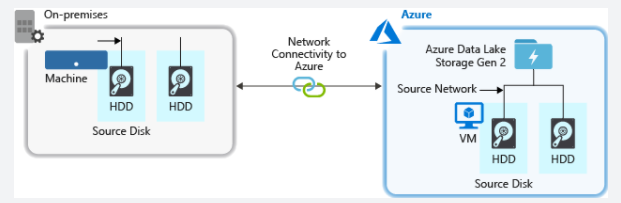 On-premises
Machine
HDD
HDD
Source Disk
Network
Connectivity to
Azure
Azure
Azure Data Lake
Storage Gen 2
Source Network
VM
HDD
HDD
Source Disk